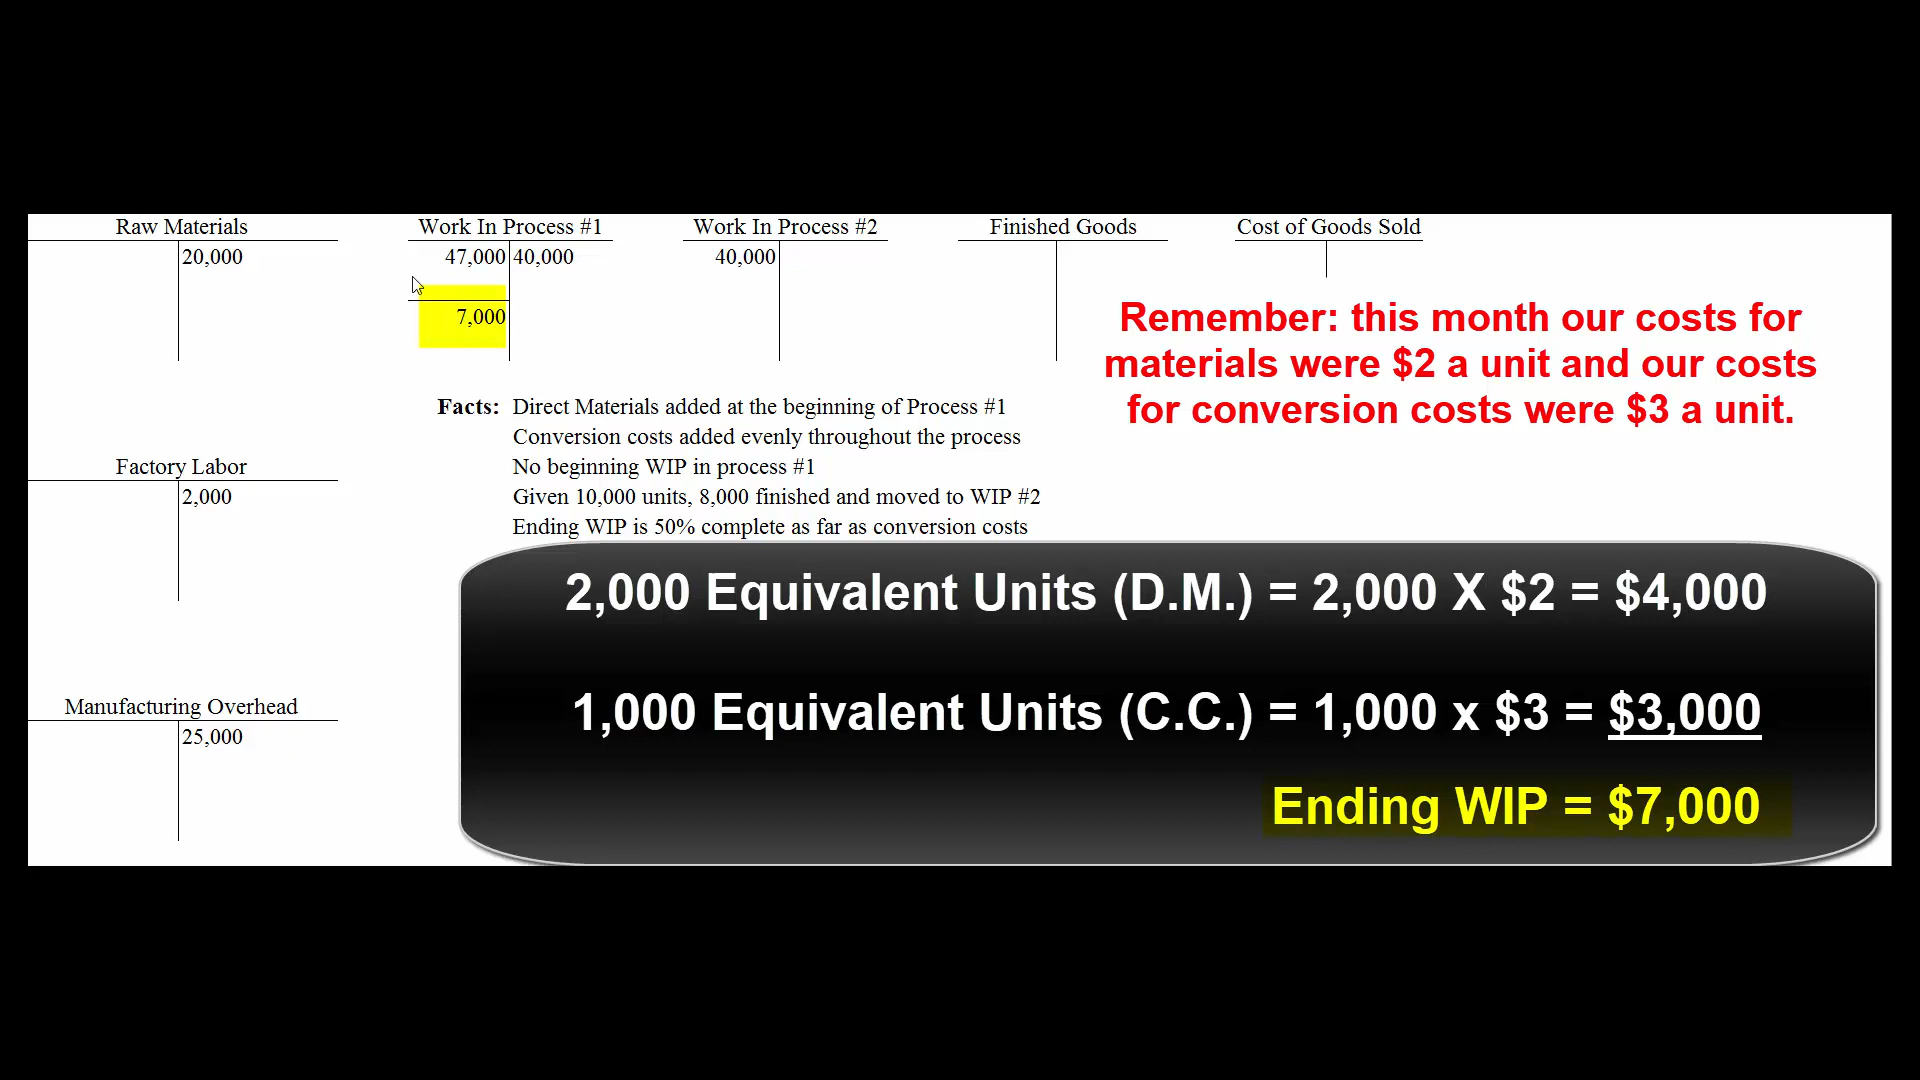 Raw Materials
20,000
Work In Process #1
47,000 40,000
7,000
Work In Process #2
40,000
Finished Goods
Cost of Goods Sold
Remember: this month our costs for
materials were $2 a unit and our costs
for conversion costs were $3 a unit.
Facts: Direct Materials added at the beginning of Process #1
Conversion costs added evenly throughout the process
No beginning WIP in process #1
Given 10,000 units, 8,000 finished and moved to WIP #2
Ending WIP is 50% complete as far as conversion costs
Factory Labor
2,000
Manufacturing Overhead
25,000
2,000 Equivalent Units (D.M.) = 2,000 X $2 = $4,000
1,000 Equivalent Units (C.C.) = 1,000 x $3 = $3,000
Ending WIP = $7,000